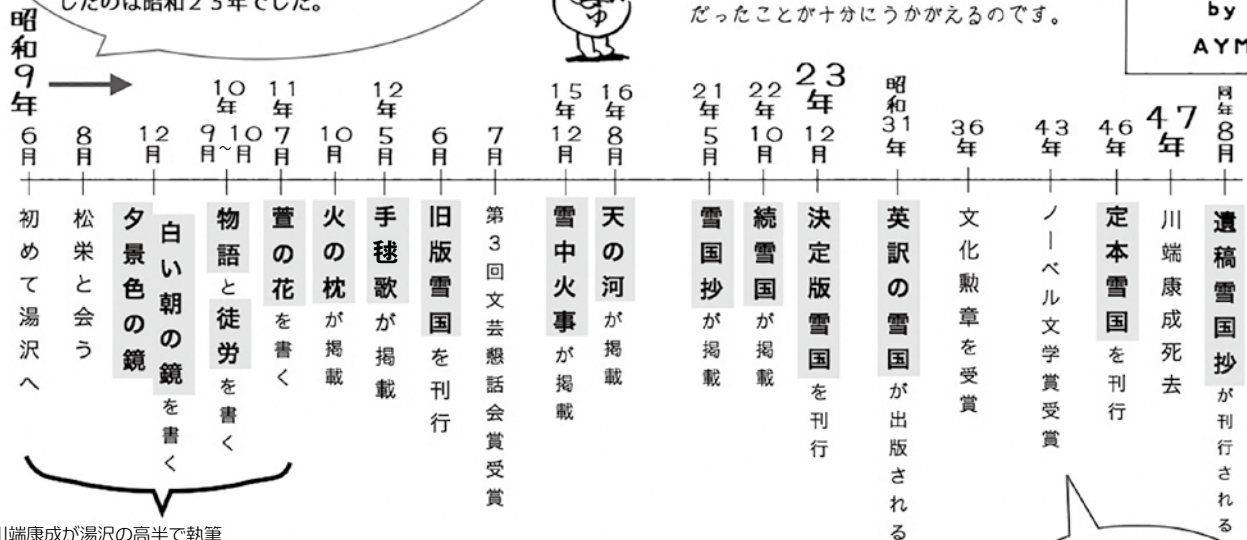 したのは昭和23年でした。
だったことが十分にうかがえるのです。
by
AYM
昭和9年
6月
初めて湯沢へ
8月
松栄と会う
12月
夕景色の鏡
白い朝の鏡を書く
10年
9月~10月
物語と徒労を書く
11年
7月
萱の花を書く
10月
火の枕が掲載
12年
5月
手毬歌が掲載
6月
旧版雪国を刊行
7月
第3回文芸懇話会賞受賞
15年
12月
雪中火事が掲載
16年
8月
天の河が掲載
21年
5月
雪国抄が掲載
22年
10月
続雪国が掲載
23年
12月
決定版雪国を刊行
昭和31年
英訳の雪国が出版される
36年
文化勲章を受賞
43年
ノーベル文学賞受賞
46年
定本雪国を刊行
47年
川端康成死去
同年
8月
遺稿雪国抄が刊行される
川端康成が湯沢の高半で執筆